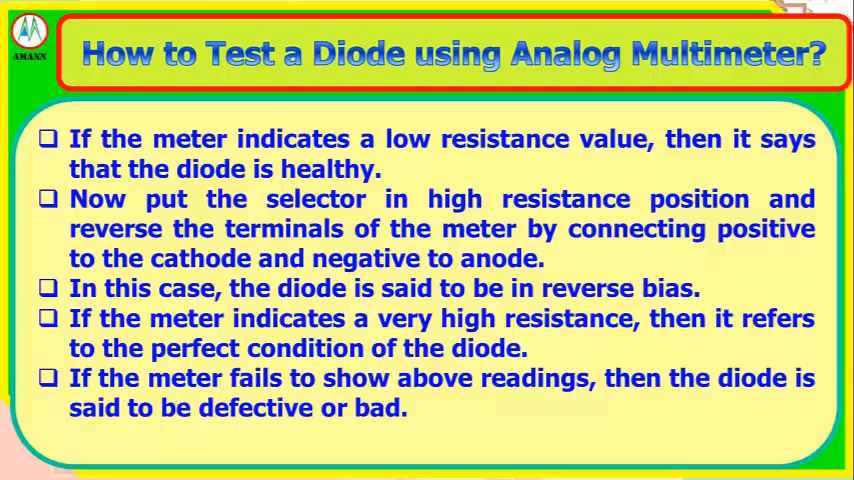 AMANN
How to Test a Diode using Analog Multimeter?
❑ If the meter indicates a low resistance value, then it says
that the diode is healthy.
❑ Now put the selector in high resistance position and
reverse the terminals of the meter by connecting positive
to the cathode and negative to anode.
❑ In this case, the diode is said to be in reverse bias.
❑ If the meter indicates a very high resistance, then it refers
to the perfect condition of the diode.
❑ If the meter fails to show above readings, then the diode is
said to be defective or bad.